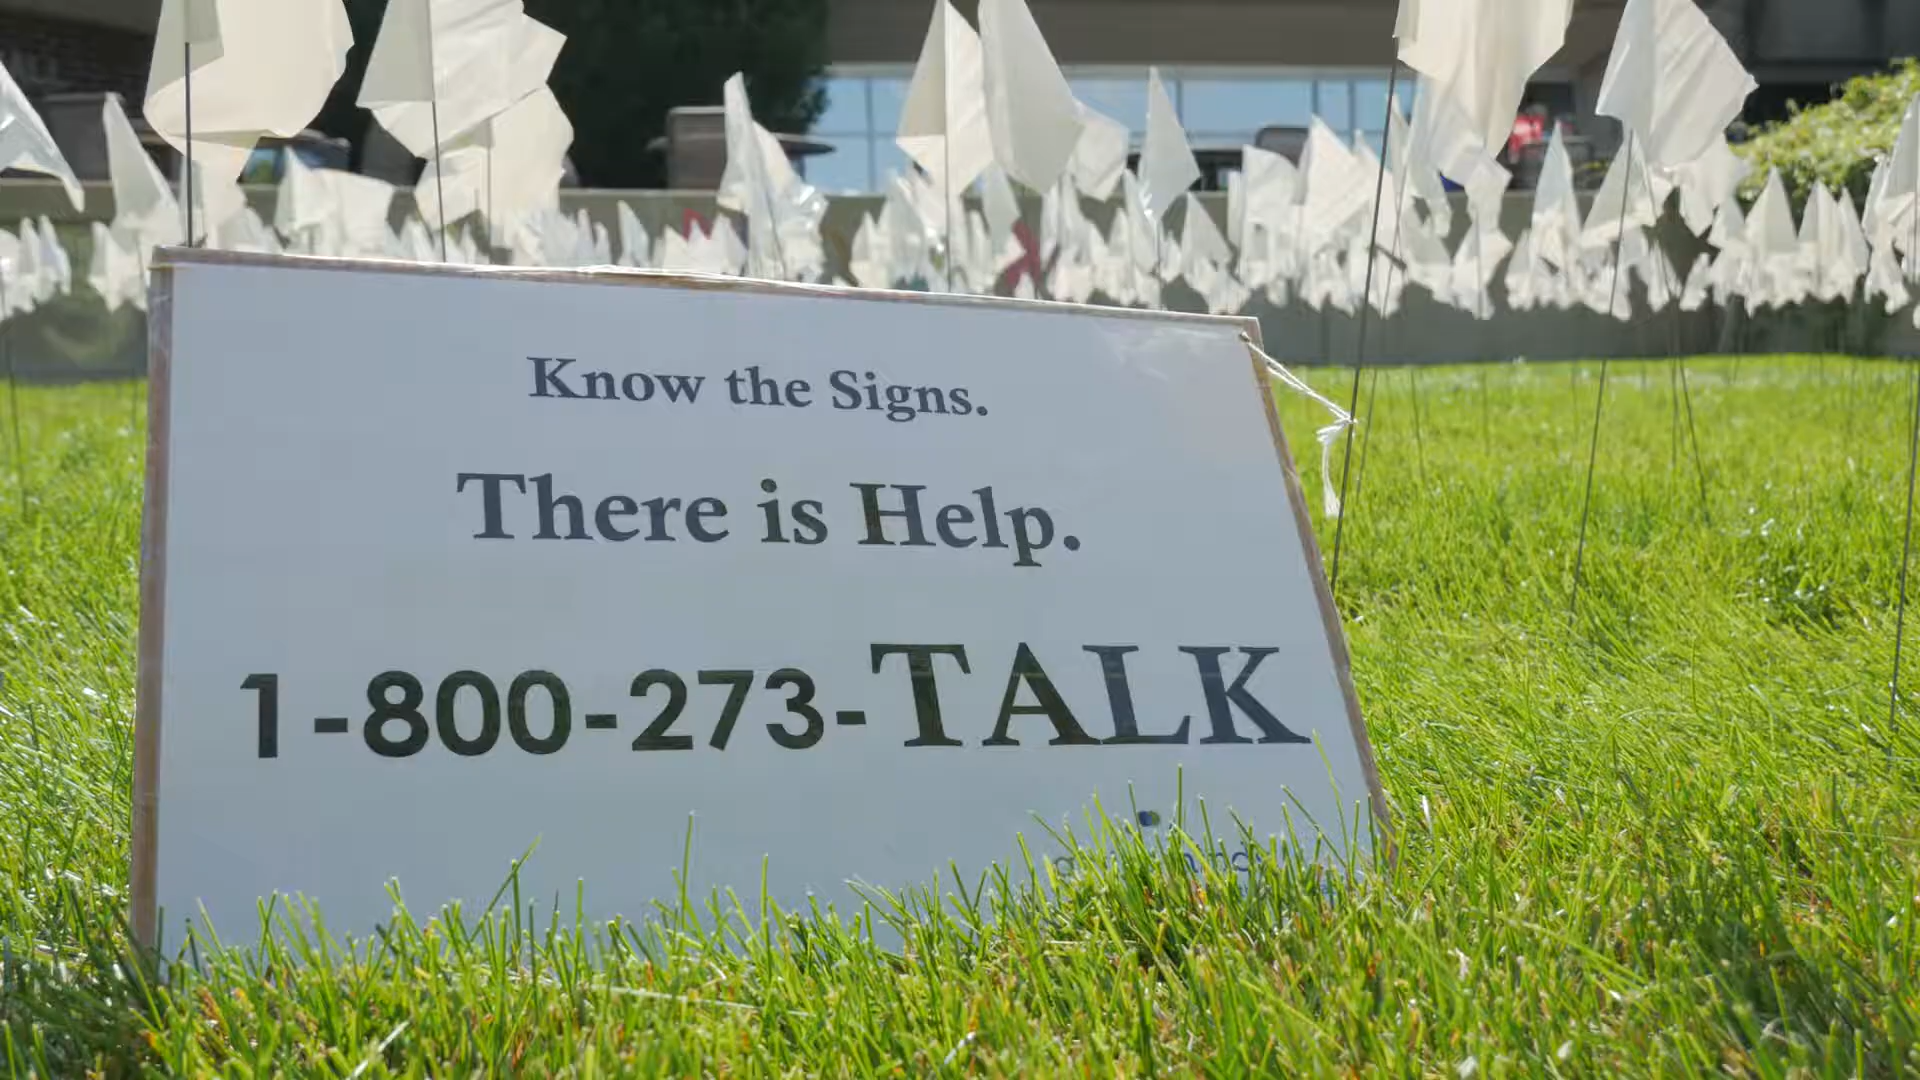 Know the Signs.
There is Help.
1-800-273-TALK